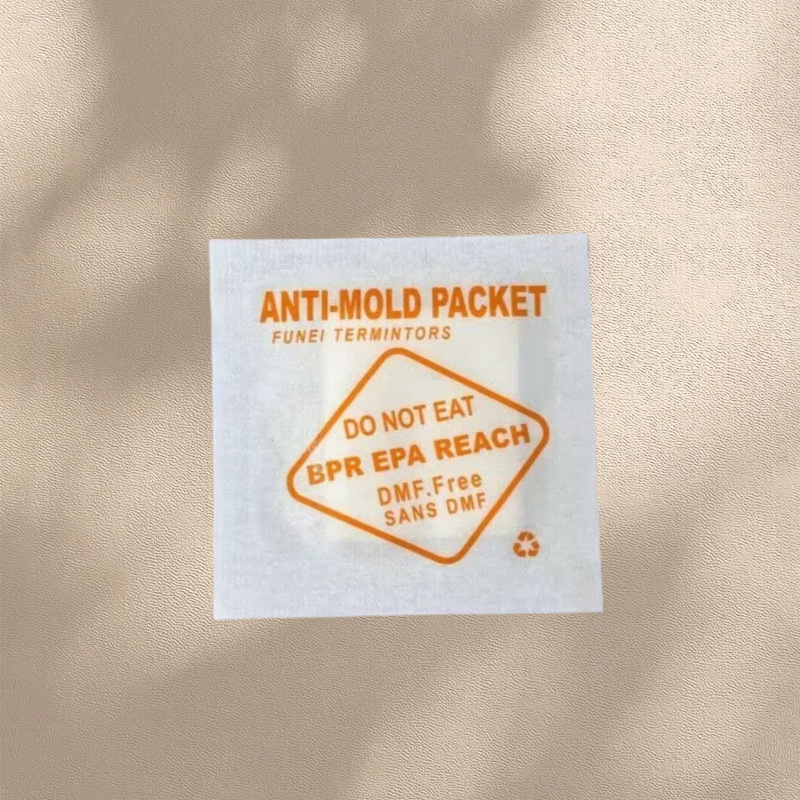 ANTI-MOLD PACKET
FUNEI TERMINTORS
DO NOT EAT
BPR EPA REACH
DMF.Free
SANS DMF